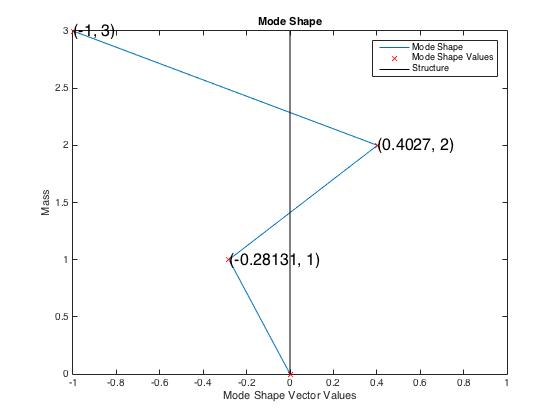 Mode Shape
3
(-1, 3)
Mode Shape
Mode Shape Values
Structure
2.5
2
(0.4027, 2)
Mass
1.5
1
(-0.28131, 1)
0.5
0
-1 -0.8 -0.6 -0.4 -0.2 0 0.2 0.4 0.6 0.8 1
Mode Shape Vector Values